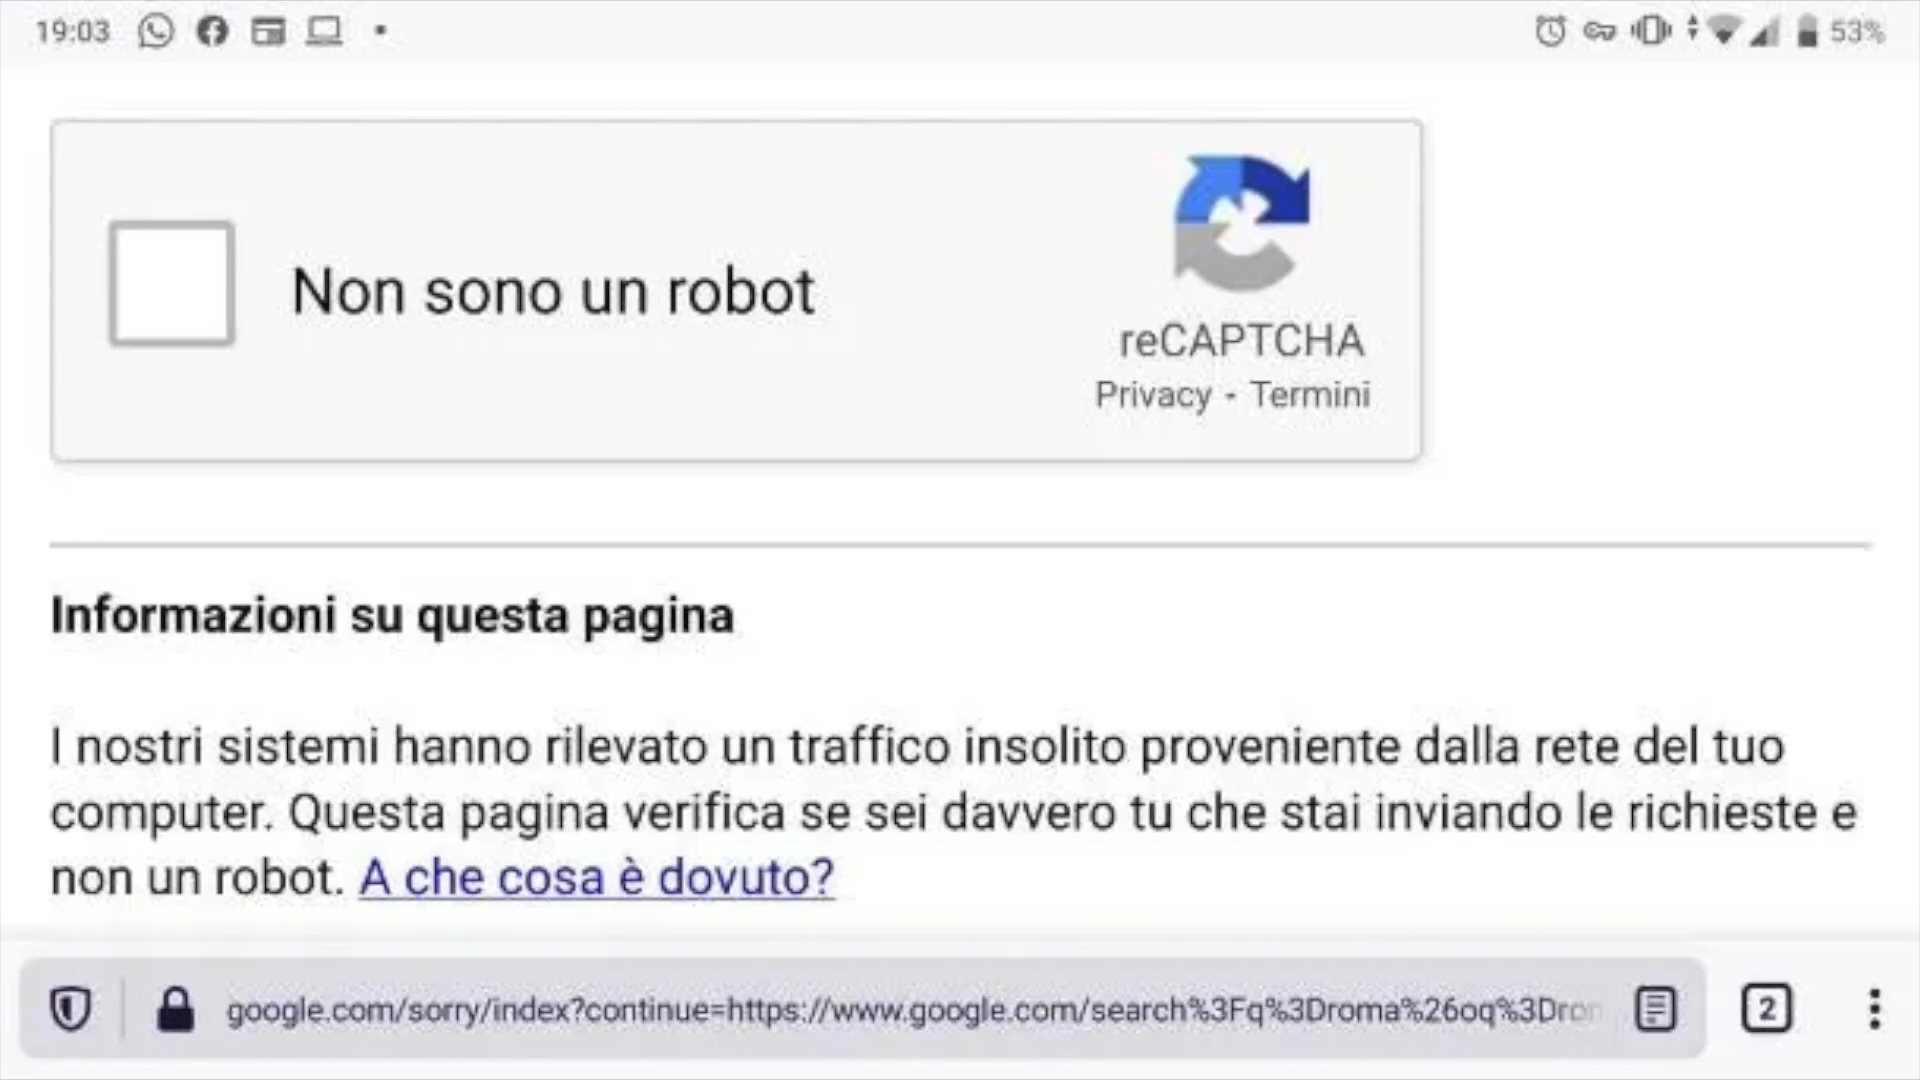 19:03 53%
Non sono un robot
reCAPTCHA
Privacy - Termini
Informazioni su questa pagina
I nostri sistemi hanno rilevato un traffico insolito proveniente dalla rete del tuo
computer. Questa pagina verifica se sei davvero tu che stai inviando le richieste e
non un robot. A che cosa è dovuto?
google.com/sorry/index?continue=https://www.google.com/search%3Fq%3Droma%26oq%3Drom 2